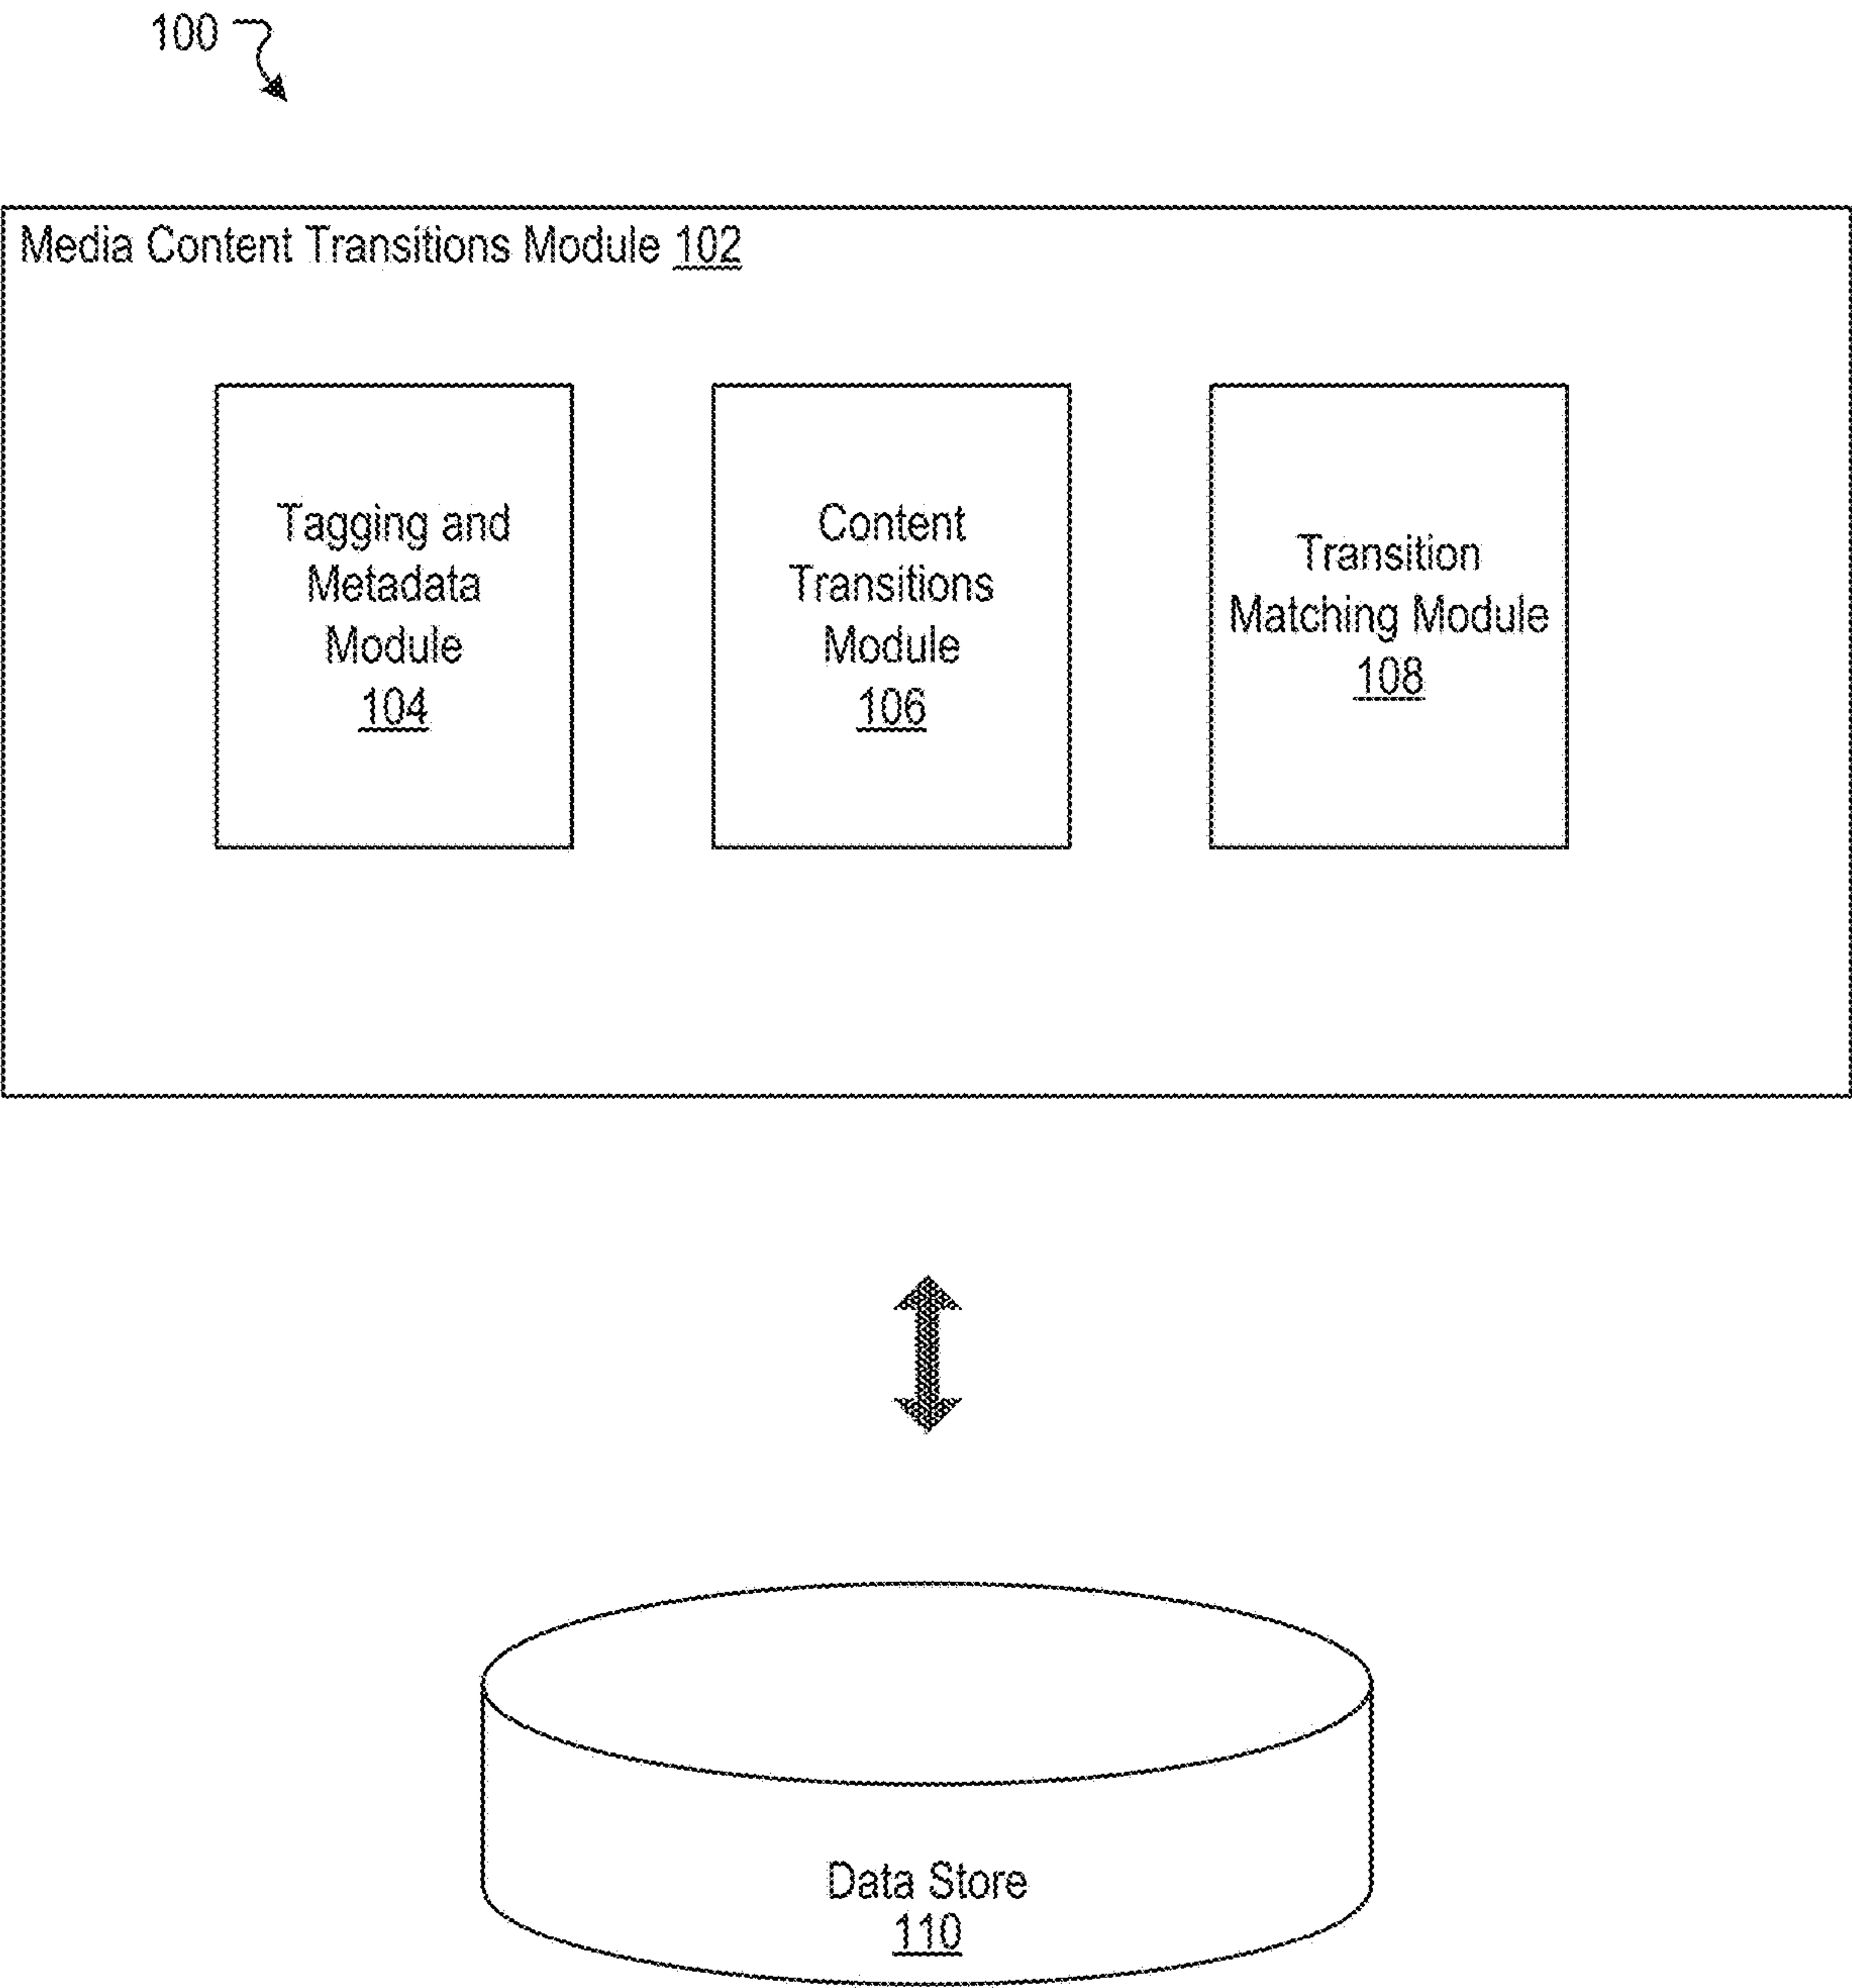 100
Media Content Transitions Module 102
Tagging and
Metadata
Module
104
Content
Transitions
Module
106
Transition
Matching Module
108
Data Store
110